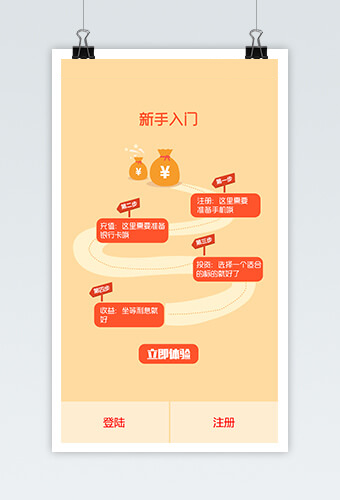 新手入门
¥
¥
第一步
注册：这里需要
准备手机哦
第二步
充值：这里需要准备
银行卡哦
第三步
投资：选择一个适合
的标的就好了
第四步
收益：坐等利息就
好
立即体验
登陆
注册